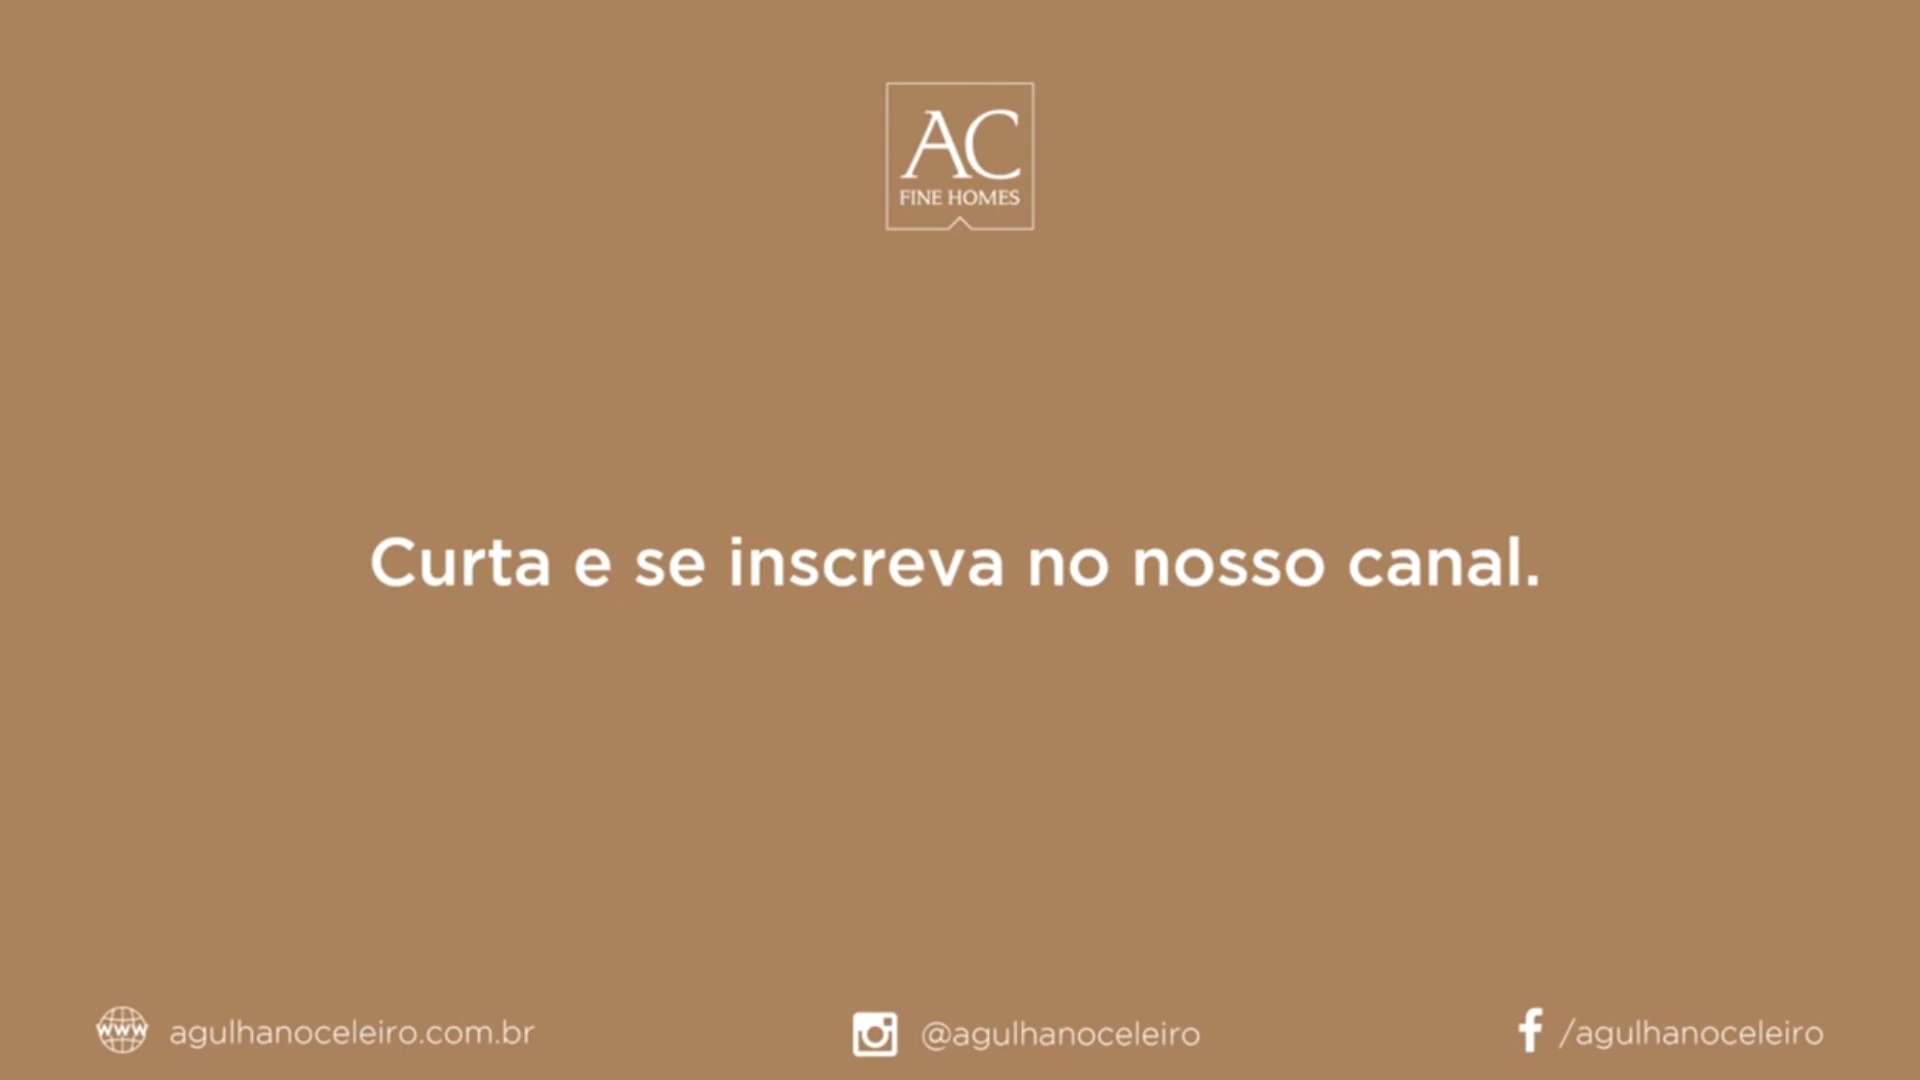 AC
FINE HOMES
Curta e se inscreva no nosso canal.
www agulhanoceleiro.com.br
@agulhanoceleiro
f /agulhanoceleiro